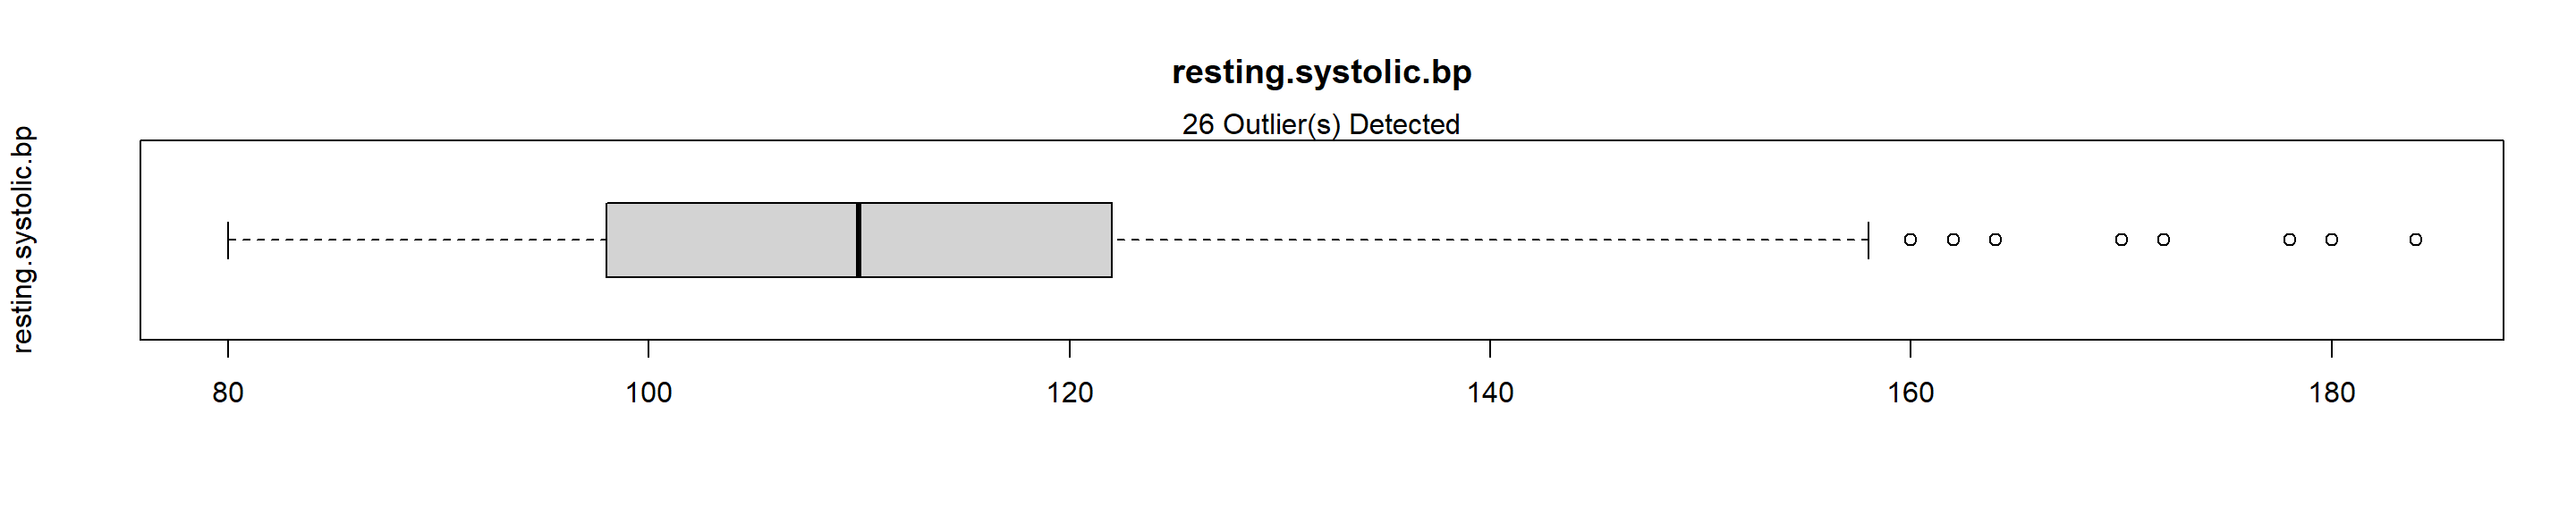 resting.systolic.bp
26 Outlier(s) Detected
resting.systolic.bp
80 100 120 140 160 180